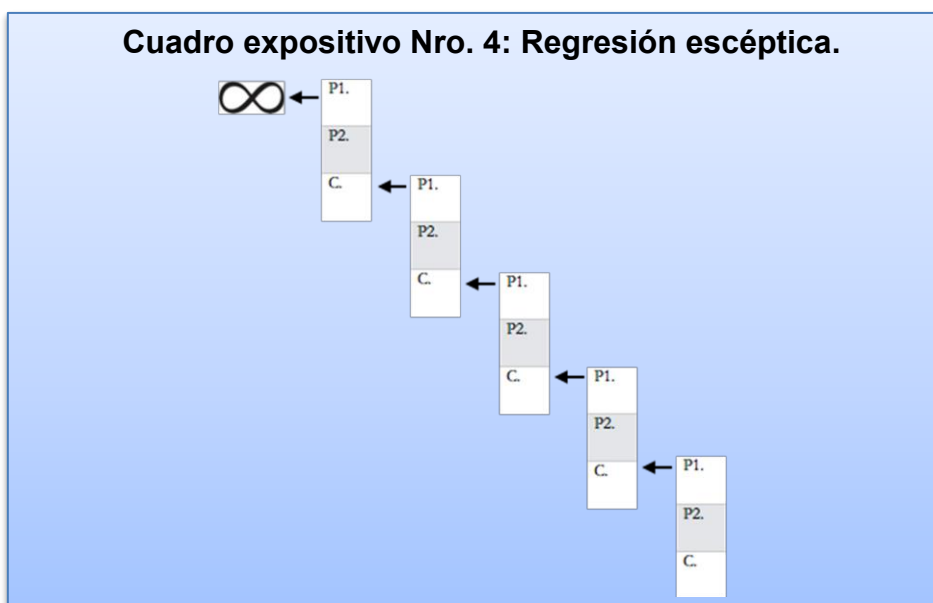 Cuadro expositivo Nro. 4: Regresión escéptica.
∞
P1.
P2.
C.
P1.
P2.
C.
P1.
P2.
C.
P1.
P2.
C.
P1.
P2.
C.